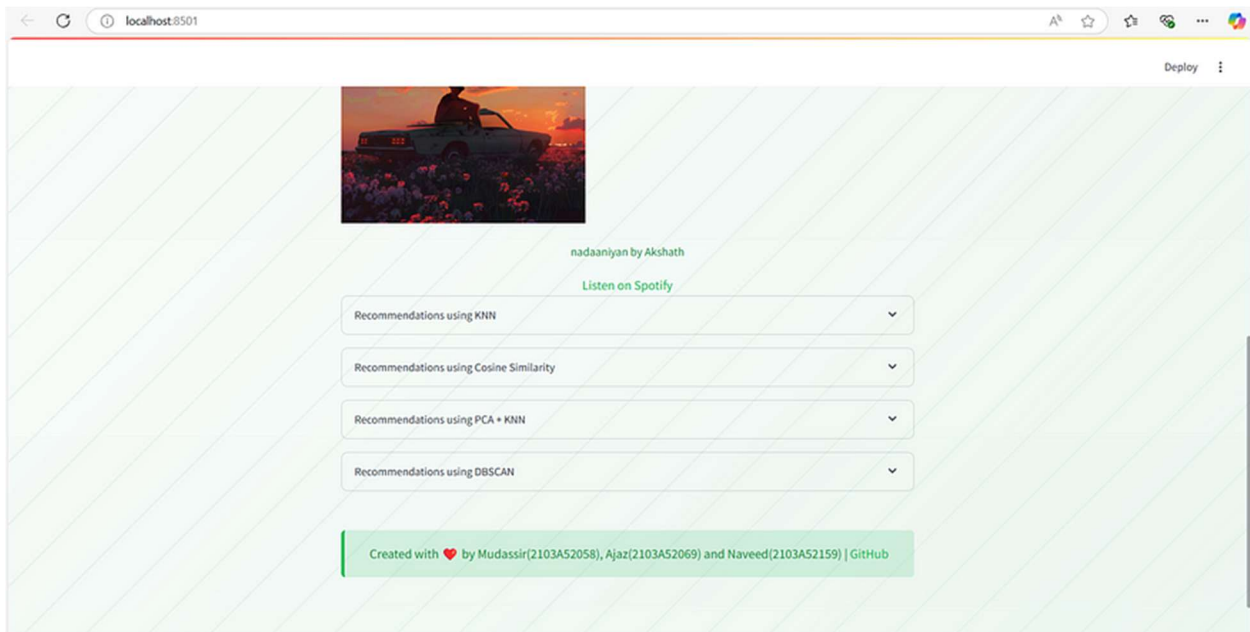 localhost:8501
Deploy
nadaaniyan by Akshath
Listen on Spotify
Recommendations using KNN
Recommendations using Cosine Similarity
Recommendations using PCA + KNN
Recommendations using DBSCAN
Created with ❤️ by Mudassir(2103A52058), Ajaz(2103A52069) and Naveed(2103A52159) | GitHub